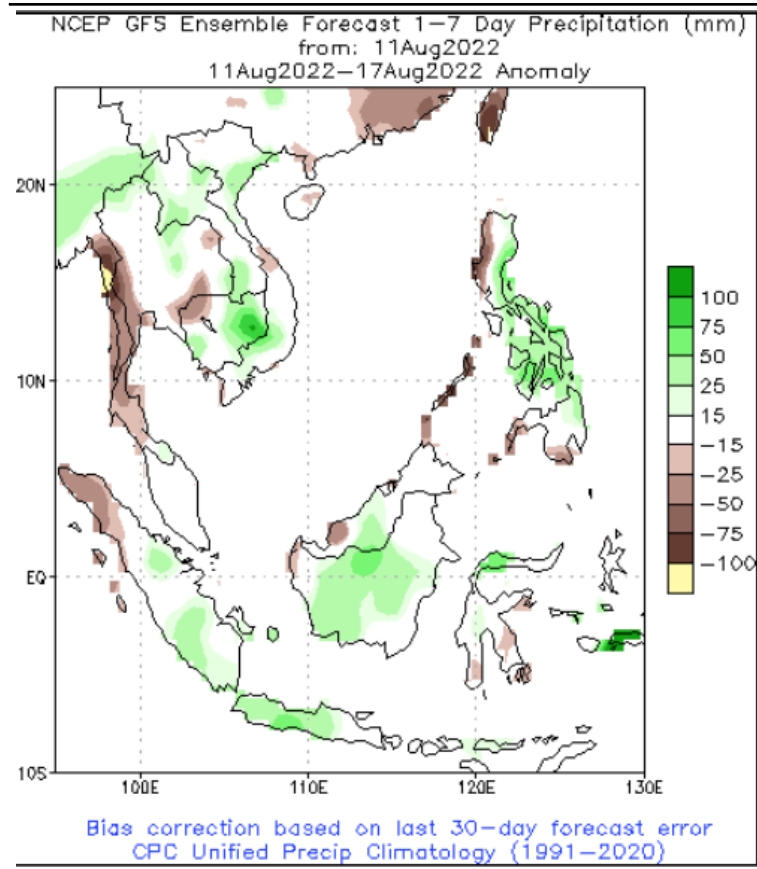 NCEP GFS Ensemble Forecast 1-7 Day Precipitation (mm)
from: 11Aug2022
11Aug2022-17Aug2022 Anomaly
20N
10N
EQ
10S
100E
110E
120E
130E
100
75
50
25
15
-15
-25
-50
-75
-100
Bias correction based on last 30-day forecast error
CPC Unified Precip Climatology (1991-2020)